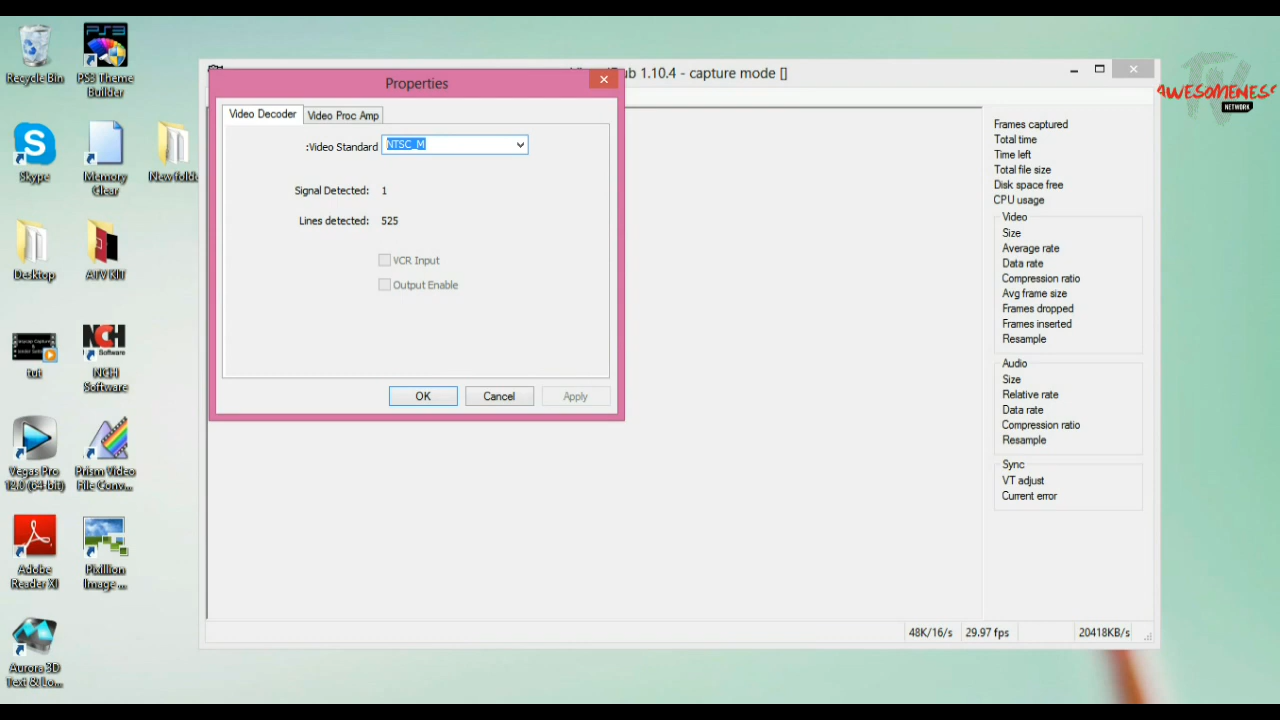 Recycle Bin
PS3 Theme
Builder
Skype
Memory
Clear
New folde
Desktop
ATV KIT
tut
NCH
Software
NCH
Software
Vegas Pro
12.0 (64-bit)
Prism Video
File Conv...
Adobe
Reader XI
Pixillion
Image ...
Aurora 3D
Text & Lo...
ub 1.10.4 - capture mode []
Properties
Video Decoder
Video Proc Amp
:Video Standard
NTSC_M
Signal Detected: 1
Lines detected: 525
VCR Input
Output Enable
OK
Cancel
Apply
Frames captured
Total time
Time left
Total file size
Disk space free
CPU usage
Video
Size
Average rate
Data rate
Compression ratio
Avg frame size
Frames dropped
Frames inserted
Resample
Audio
Size
Relative rate
Data rate
Compression ratio
Resample
Sync
VT adjust
Current error
48K/16/s
29.97 fps
20418KB/s
AWESOMENESS
NETWORK